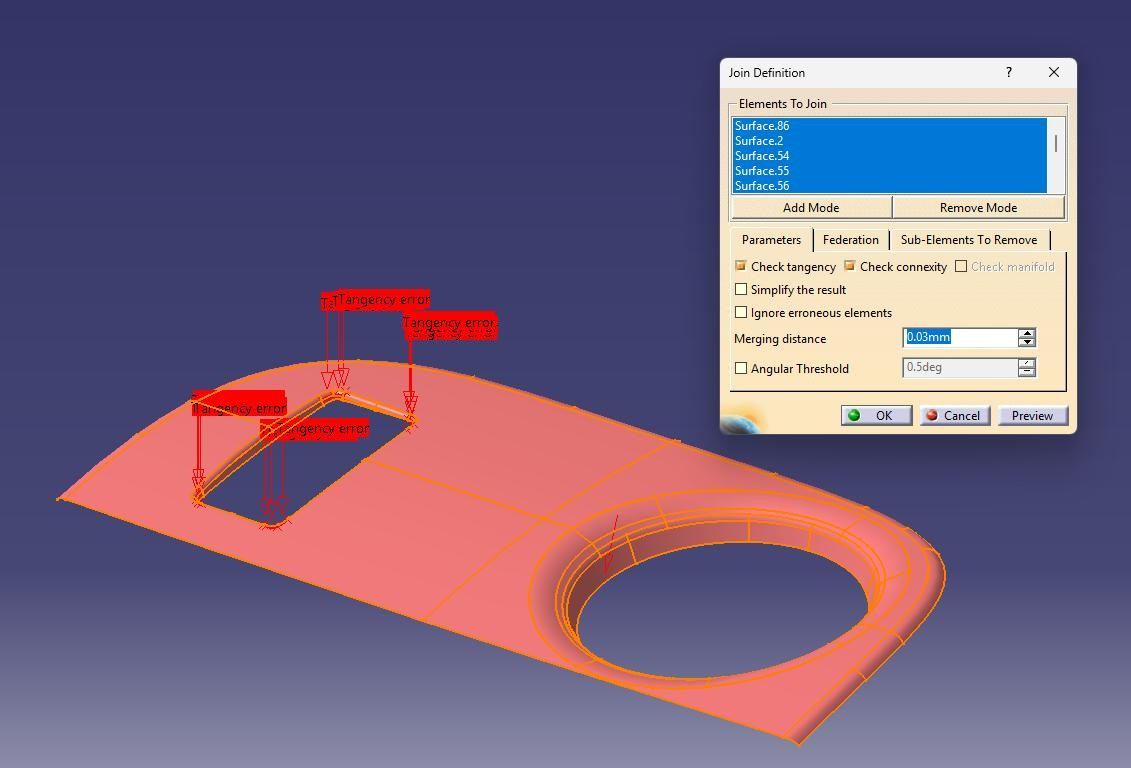 Join Definition
?
Elements To Join
Surface.86
Surface.2
Surface.54
Surface.55
Surface.56
Add Mode
Remove Mode
Parameters
Federation
Sub-Elements To Remove
Check tangency
Check connexity
Check manifold
Simplify the result
Ignore erroneous elements
Merging distance
0.03mm
Angular Threshold
0.5deg
OK
Cancel
Preview
Tangency error
Tangency error
Tangency error
Tangency error